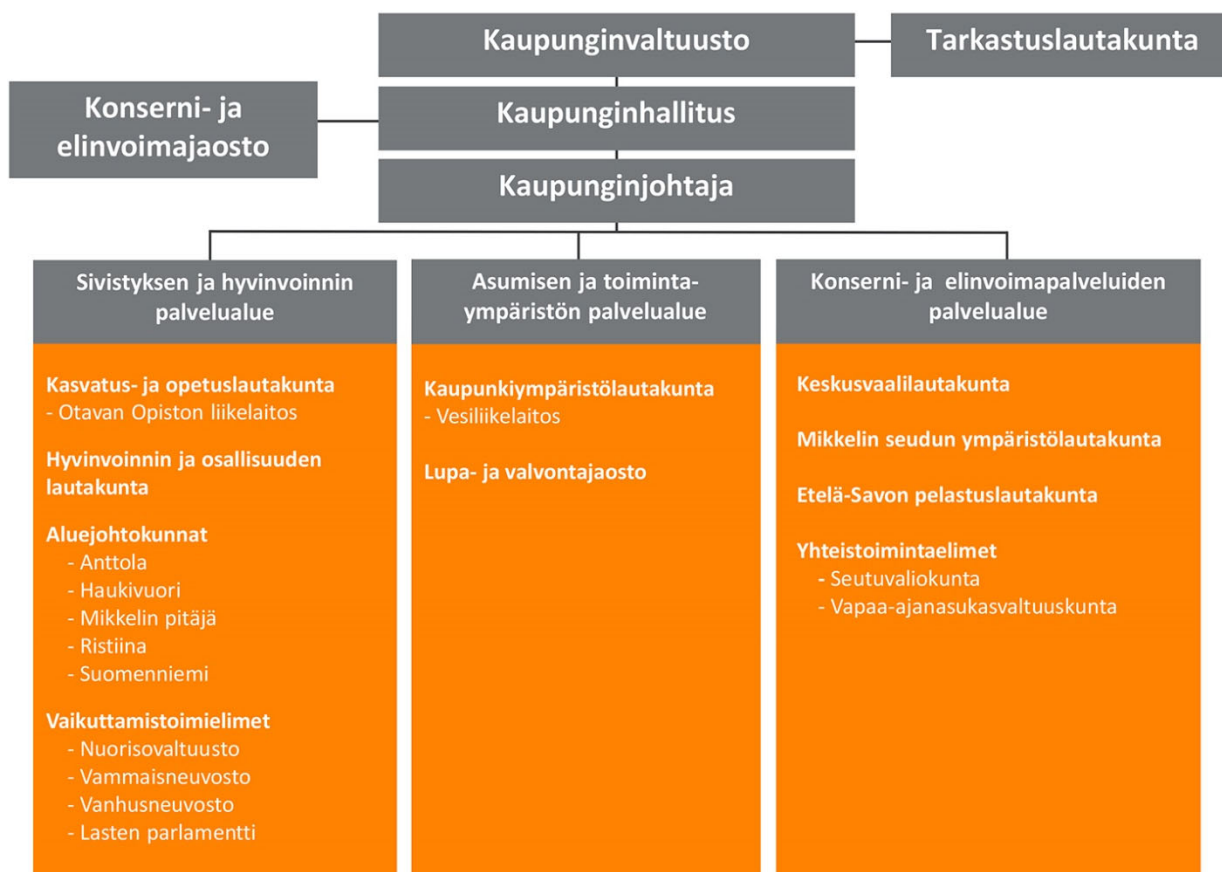 Kaupunginvaltuusto
Tarkastuslautakunta
Konserni- ja
elinvoimajaosto
Kaupunginhallitus
Kaupunginjohtaja
Sivistyksen ja hyvinvoinnin
palvelualue
Kasvatus- ja opetuslautakunta
- Otavan Opiston liikelaitos
Hyvinvoinnin ja osallisuuden
lautakunta
Aluejohtokunnat
- Anttola
- Haukivuori
- Mikkelin pitäjä
- Ristiina
- Suomenniemi
Vaikuttamistoimielimet
- Nuorisovaltuusto
- Vammaisneuvosto
- Vanhusneuvosto
- Lasten parlamentti
Asumisen ja toiminta-
ympäristön palvelualue
Kaupunkiympäristölautakunta
- Vesiliikelaitos
Lupa- ja valvontajaosto
Konserni- ja elinvoimapalveluiden
palvelualue
Keskusvaalilautakunta
Mikkelin seudun ympäristölautakunta
Etelä-Savon pelastuslautakunta
Yhteistoimintaelimet
- Seutuvaliokunta
- Vapaa-ajanasukasvaltuuskunta